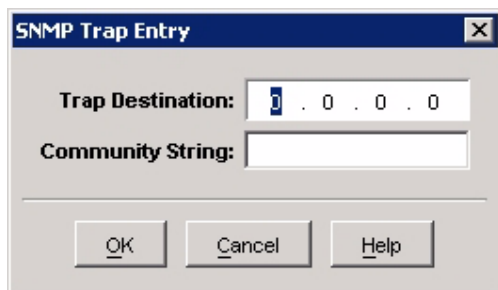 SNMP Trap Entry
Trap Destination: 0 . 0 . 0 . 0
Community String:
OK Cancel Help